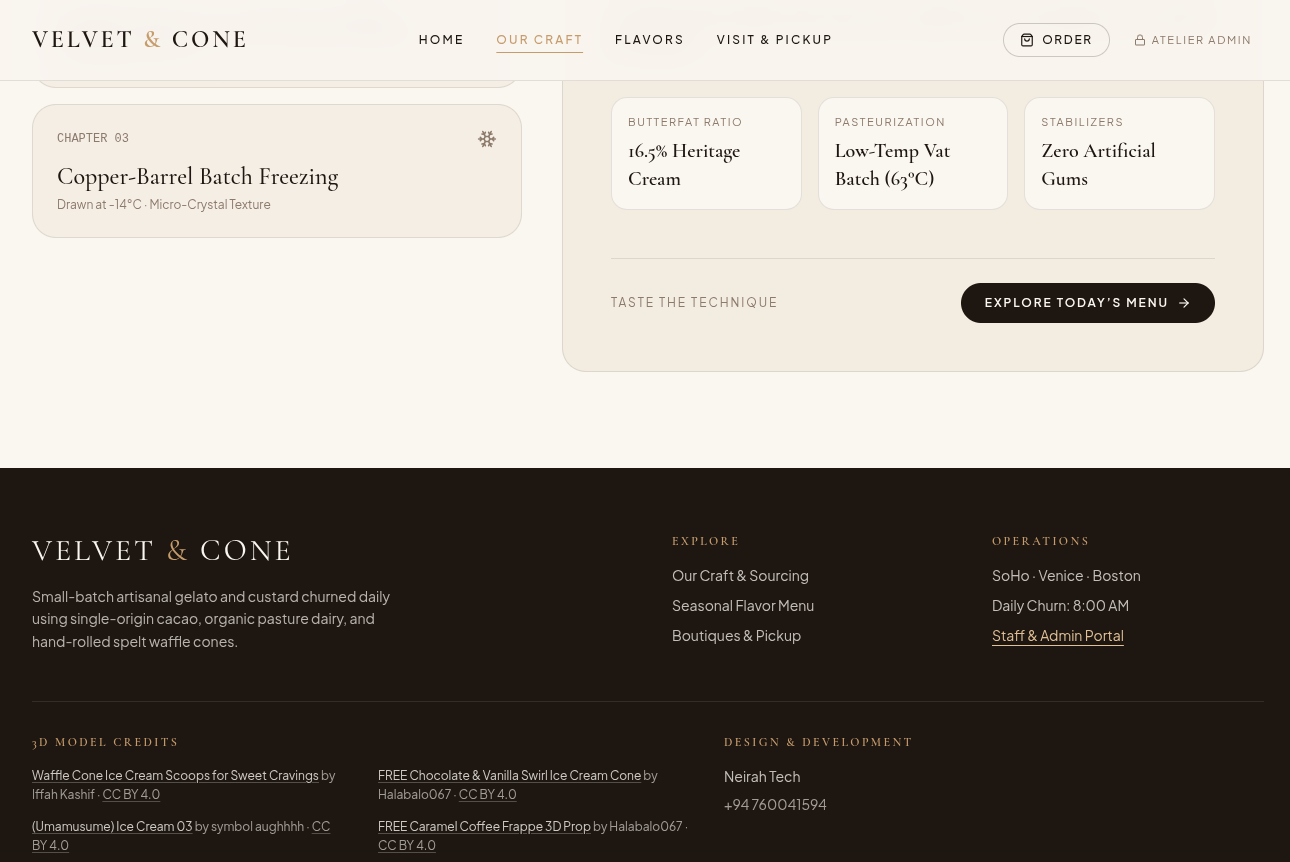 VELVET & CONE
HOME
OUR CRAFT
FLAVORS
VISIT & PICKUP
ORDER
ATELIER ADMIN
CHAPTER 03
Copper-Barrel Batch Freezing
Drawn at -14°C · Micro-Crystal Texture
BUTTERFAT RATIO
16.5% Heritage
Cream
PASTEURIZATION
Low-Temp Vat
Batch (63°C)
STABILIZERS
Zero Artificial
Gums
TASTE THE TECHNIQUE
EXPLORE TODAY’S MENU
VELVET & CONE
Small-batch artisanal gelato and custard churned daily
using single-origin cacao, organic pasture dairy, and
hand-rolled spelt waffle cones.
EXPLORE
Our Craft & Sourcing
Seasonal Flavor Menu
Boutiques & Pickup
OPERATIONS
SoHo · Venice · Boston
Daily Churn: 8:00 AM
Staff & Admin Portal
3D MODEL CREDITS
Waffle Cone Ice Cream Scoops for Sweet Cravings by
Iffah Kashif · CC BY 4.0
(Umamusume) Ice Cream 03 by symbol aughhhh · CC
BY 4.0
FREE Chocolate & Vanilla Swirl Ice Cream Cone by
Halabalo067 · CC BY 4.0
FREE Caramel Coffee Frappe 3D Prop by Halabalo067 ·
CC BY 4.0
DESIGN & DEVELOPMENT
Neirah Tech
+94 760041594